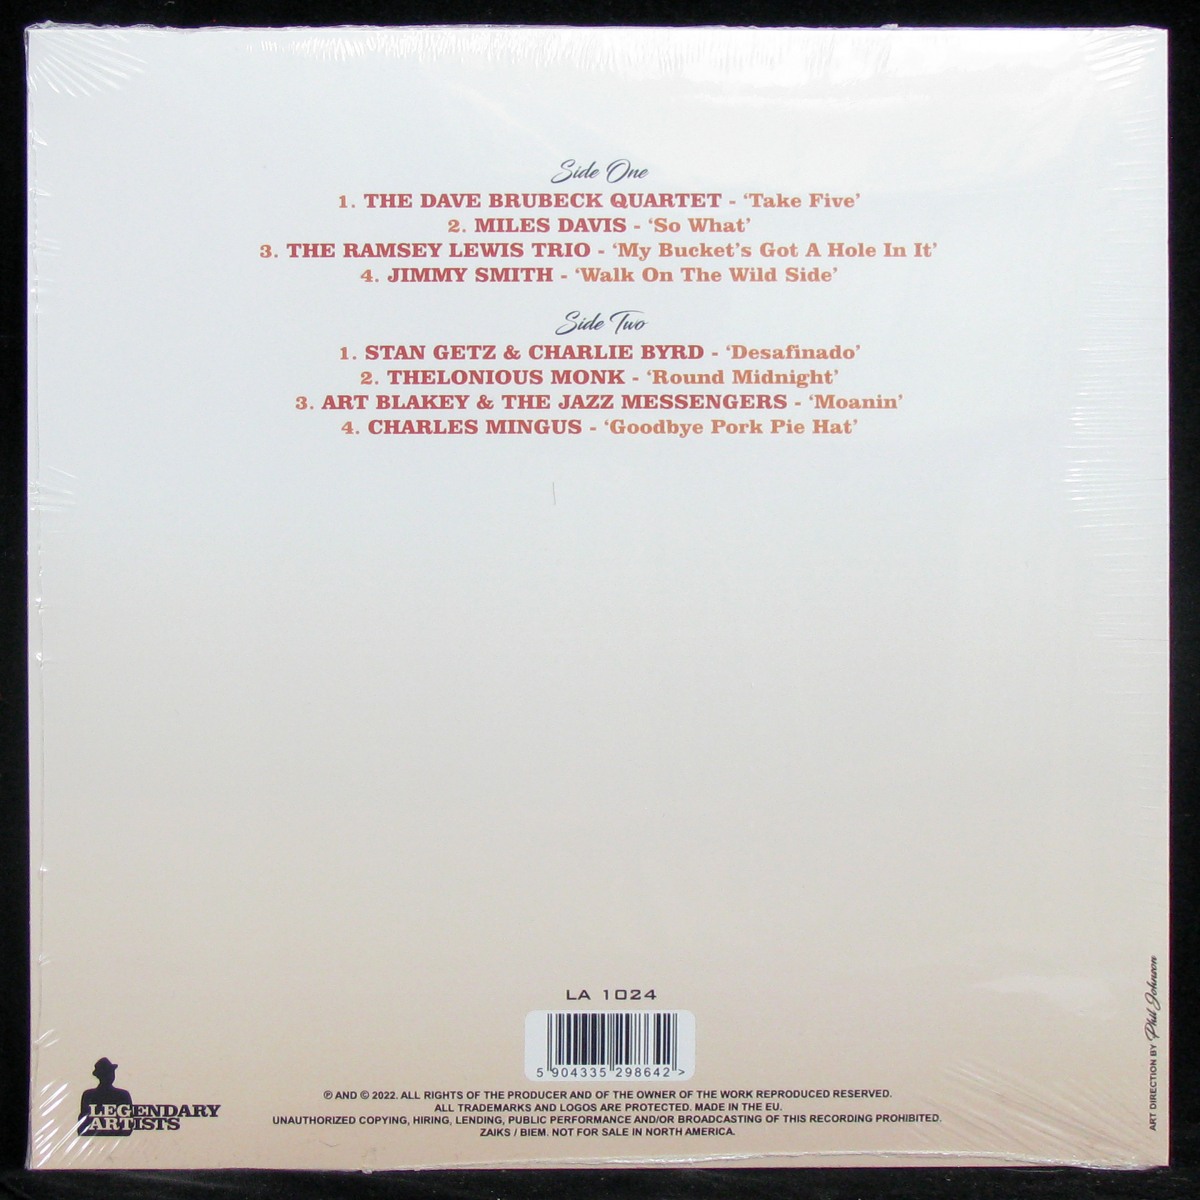 Side One
1. THE DAVE BRUBECK QUARTET - ‘Take Five’
2. MILES DAVIS - ‘So What’
3. THE RAMSEY LEWIS TRIO - ‘My Bucket’s Got A Hole In It’
4. JIMMY SMITH - ‘Walk On The Wild Side’
Side Two
1. STAN GETZ & CHARLIE BYRD - ‘Desafinado’
2. THELONIOUS MONK - ‘Round Midnight’
3. ART BLAKEY & THE JAZZ MESSENGERS - ‘Moanin’
4. CHARLES MINGUS - ‘Goodbye Pork Pie Hat’
LA 1024
5 904335 298642 >
℗ AND © 2022. ALL RIGHTS OF THE PRODUCER AND OF THE OWNER OF THE WORK REPRODUCED RESERVED.
ALL TRADEMARKS AND LOGOS ARE PROTECTED. MADE IN THE EU.
UNAUTHORIZED COPYING, HIRING, LENDING, PUBLIC PERFORMANCE AND/OR BROADCASTING OF THIS RECORDING PROHIBITED.
ZAIKS / BIEM. NOT FOR SALE IN NORTH AMERICA.
LEGENDARY
ARTISTS
ART DIRECTION BY Phil Johnson